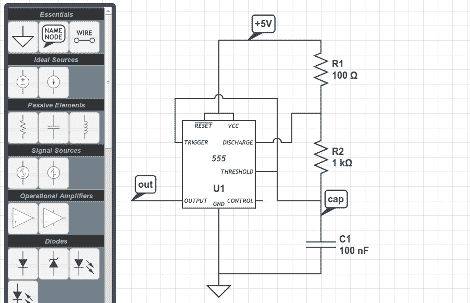 Essentials
NAME
NODE
WIRE
Ideal Sources
Passive Elements
Signal Sources
Operational Amplifiers
Diodes
+5V
R1
100 Ω
RESET VCC
TRIGGER DISCHARGE
555
THRESHOLD
U1
OUTPUT GND CONTROL
R2
1 kΩ
out
cap
C1
100 nF